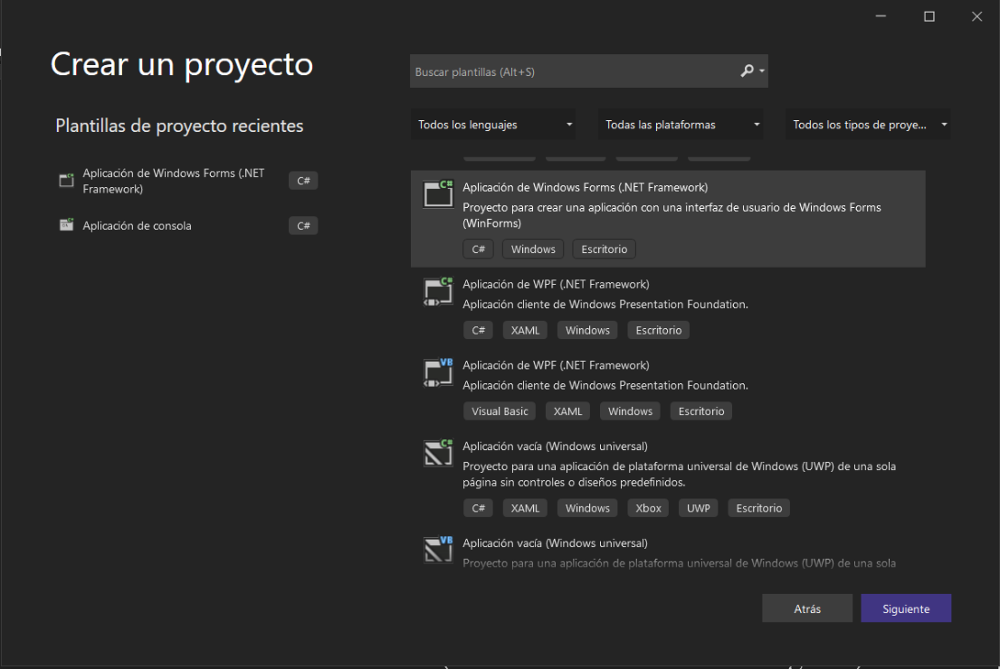 Crear un proyecto
Plantillas de proyecto recientes
Aplicación de Windows Forms (.NET
Framework)
C#
Aplicación de consola
C#
Buscar plantillas (Alt+S)
Todos los lenguajes
Todas las plataformas
Todos los tipos de proye...
Aplicación de Windows Forms (.NET Framework)
Proyecto para crear una aplicación con una interfaz de usuario de Windows Forms
(WinForms)
C# Windows Escritorio
Aplicación de WPF (.NET Framework)
Aplicación cliente de Windows Presentation Foundation.
C# XAML Windows Escritorio
Aplicación de WPF (.NET Framework)
Aplicación cliente de Windows Presentation Foundation.
Visual Basic XAML Windows Escritorio
Aplicación vacía (Windows universal)
Proyecto para una aplicación de plataforma universal de Windows (UWP) de una sola
página sin controles o diseños predefinidos.
C# XAML Windows Xbox UWP Escritorio
Aplicación vacía (Windows universal)
Proyecto para una aplicación de plataforma universal de Windows (UWP) de una sola
Atrás
Siguiente